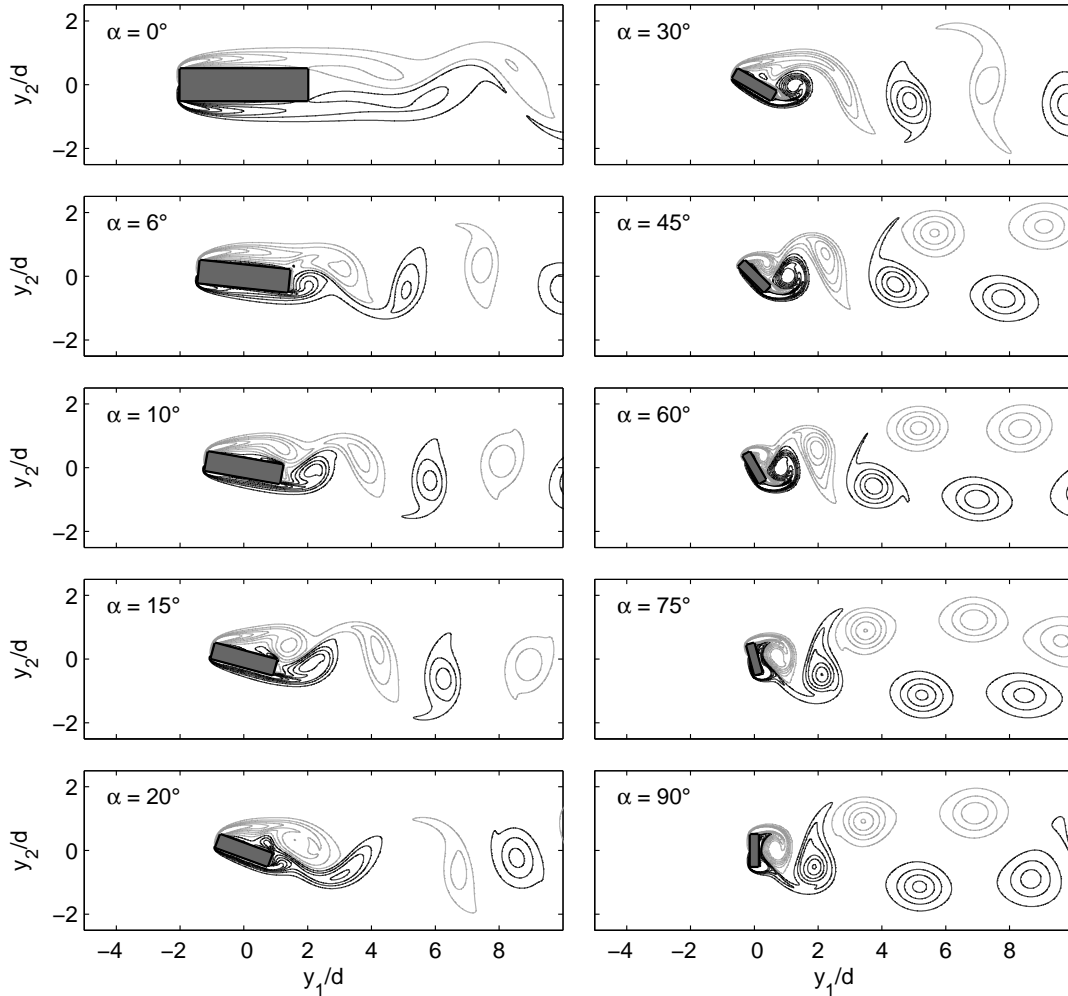 α = 0°
2
0
−2
y₂/d
α = 6°
2
0
−2
y₂/d
α = 10°
2
0
−2
y₂/d
α = 15°
2
0
−2
y₂/d
α = 20°
2
0
−2
y₂/d
−4 −2 0 2 4 6 8
y₁/d
α = 30°
α = 45°
α = 60°
α = 75°
α = 90°
−4 −2 0 2 4 6 8
y₁/d